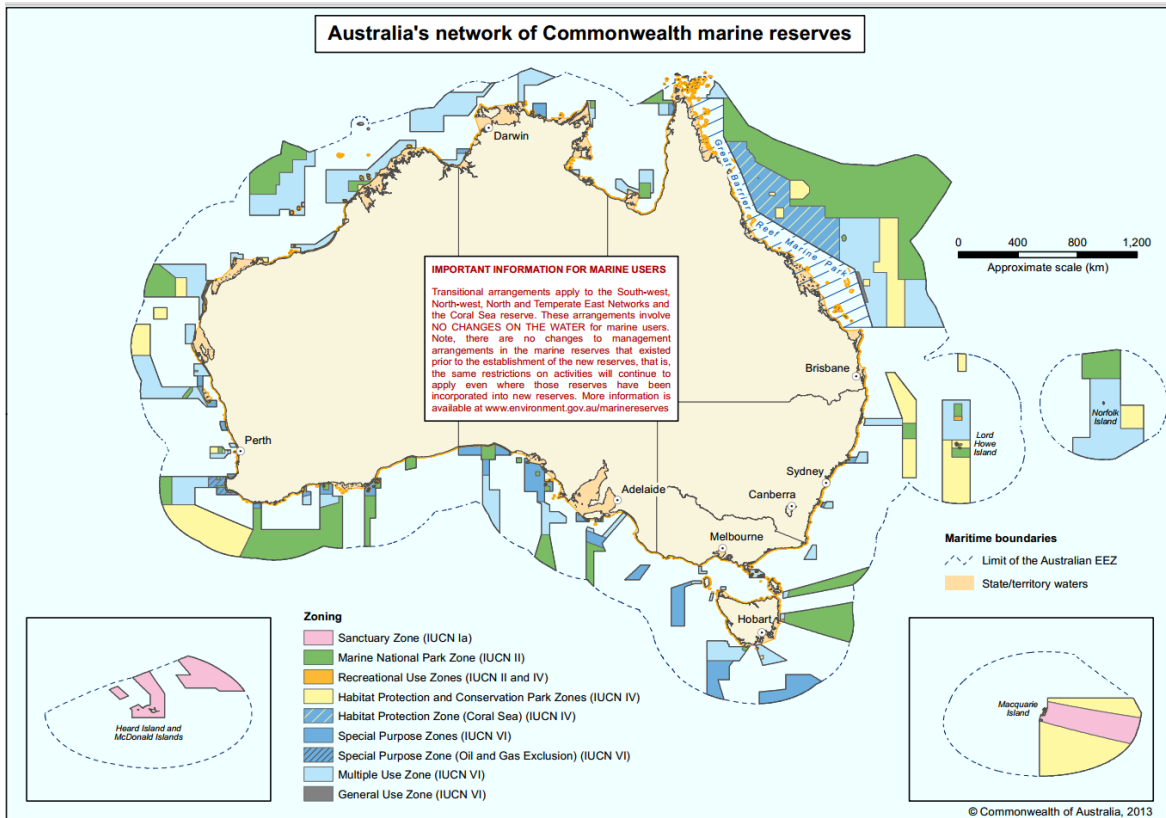 Australia's network of Commonwealth marine reserves
Darwin
Great Barrier
Reef Marine Park
0 400 800 1,200
Approximate scale (km)
IMPORTANT INFORMATION FOR MARINE USERS
Transitional arrangements apply to the South-west,
North-west, North and Temperate East Networks and
the Coral Sea reserve. These arrangements involve
NO CHANGES ON THE WATER for marine users.
Note, there are no changes to management
arrangements in the marine reserves that existed
prior to the establishment of the new reserves, that is,
the same restrictions on activities will continue to
apply even where those reserves have been
incorporated into new reserves. More information is
available at www.environment.gov.au/marinereserves
Brisbane
Norfolk
Island
Lord
Howe
Island
Perth
Sydney
Adelaide
Canberra
Melbourne
Hobart
Maritime boundaries
Limit of the Australian EEZ
State/territory waters
Zoning
Sanctuary Zone (IUCN Ia)
Marine National Park Zone (IUCN II)
Recreational Use Zones (IUCN II and IV)
Habitat Protection and Conservation Park Zones (IUCN IV)
Habitat Protection Zone (Coral Sea) (IUCN IV)
Special Purpose Zones (IUCN VI)
Special Purpose Zone (Oil and Gas Exclusion) (IUCN VI)
Multiple Use Zone (IUCN VI)
General Use Zone (IUCN VI)
Heard Island and
McDonald Islands
Macquarie
Island
© Commonwealth of Australia, 2013